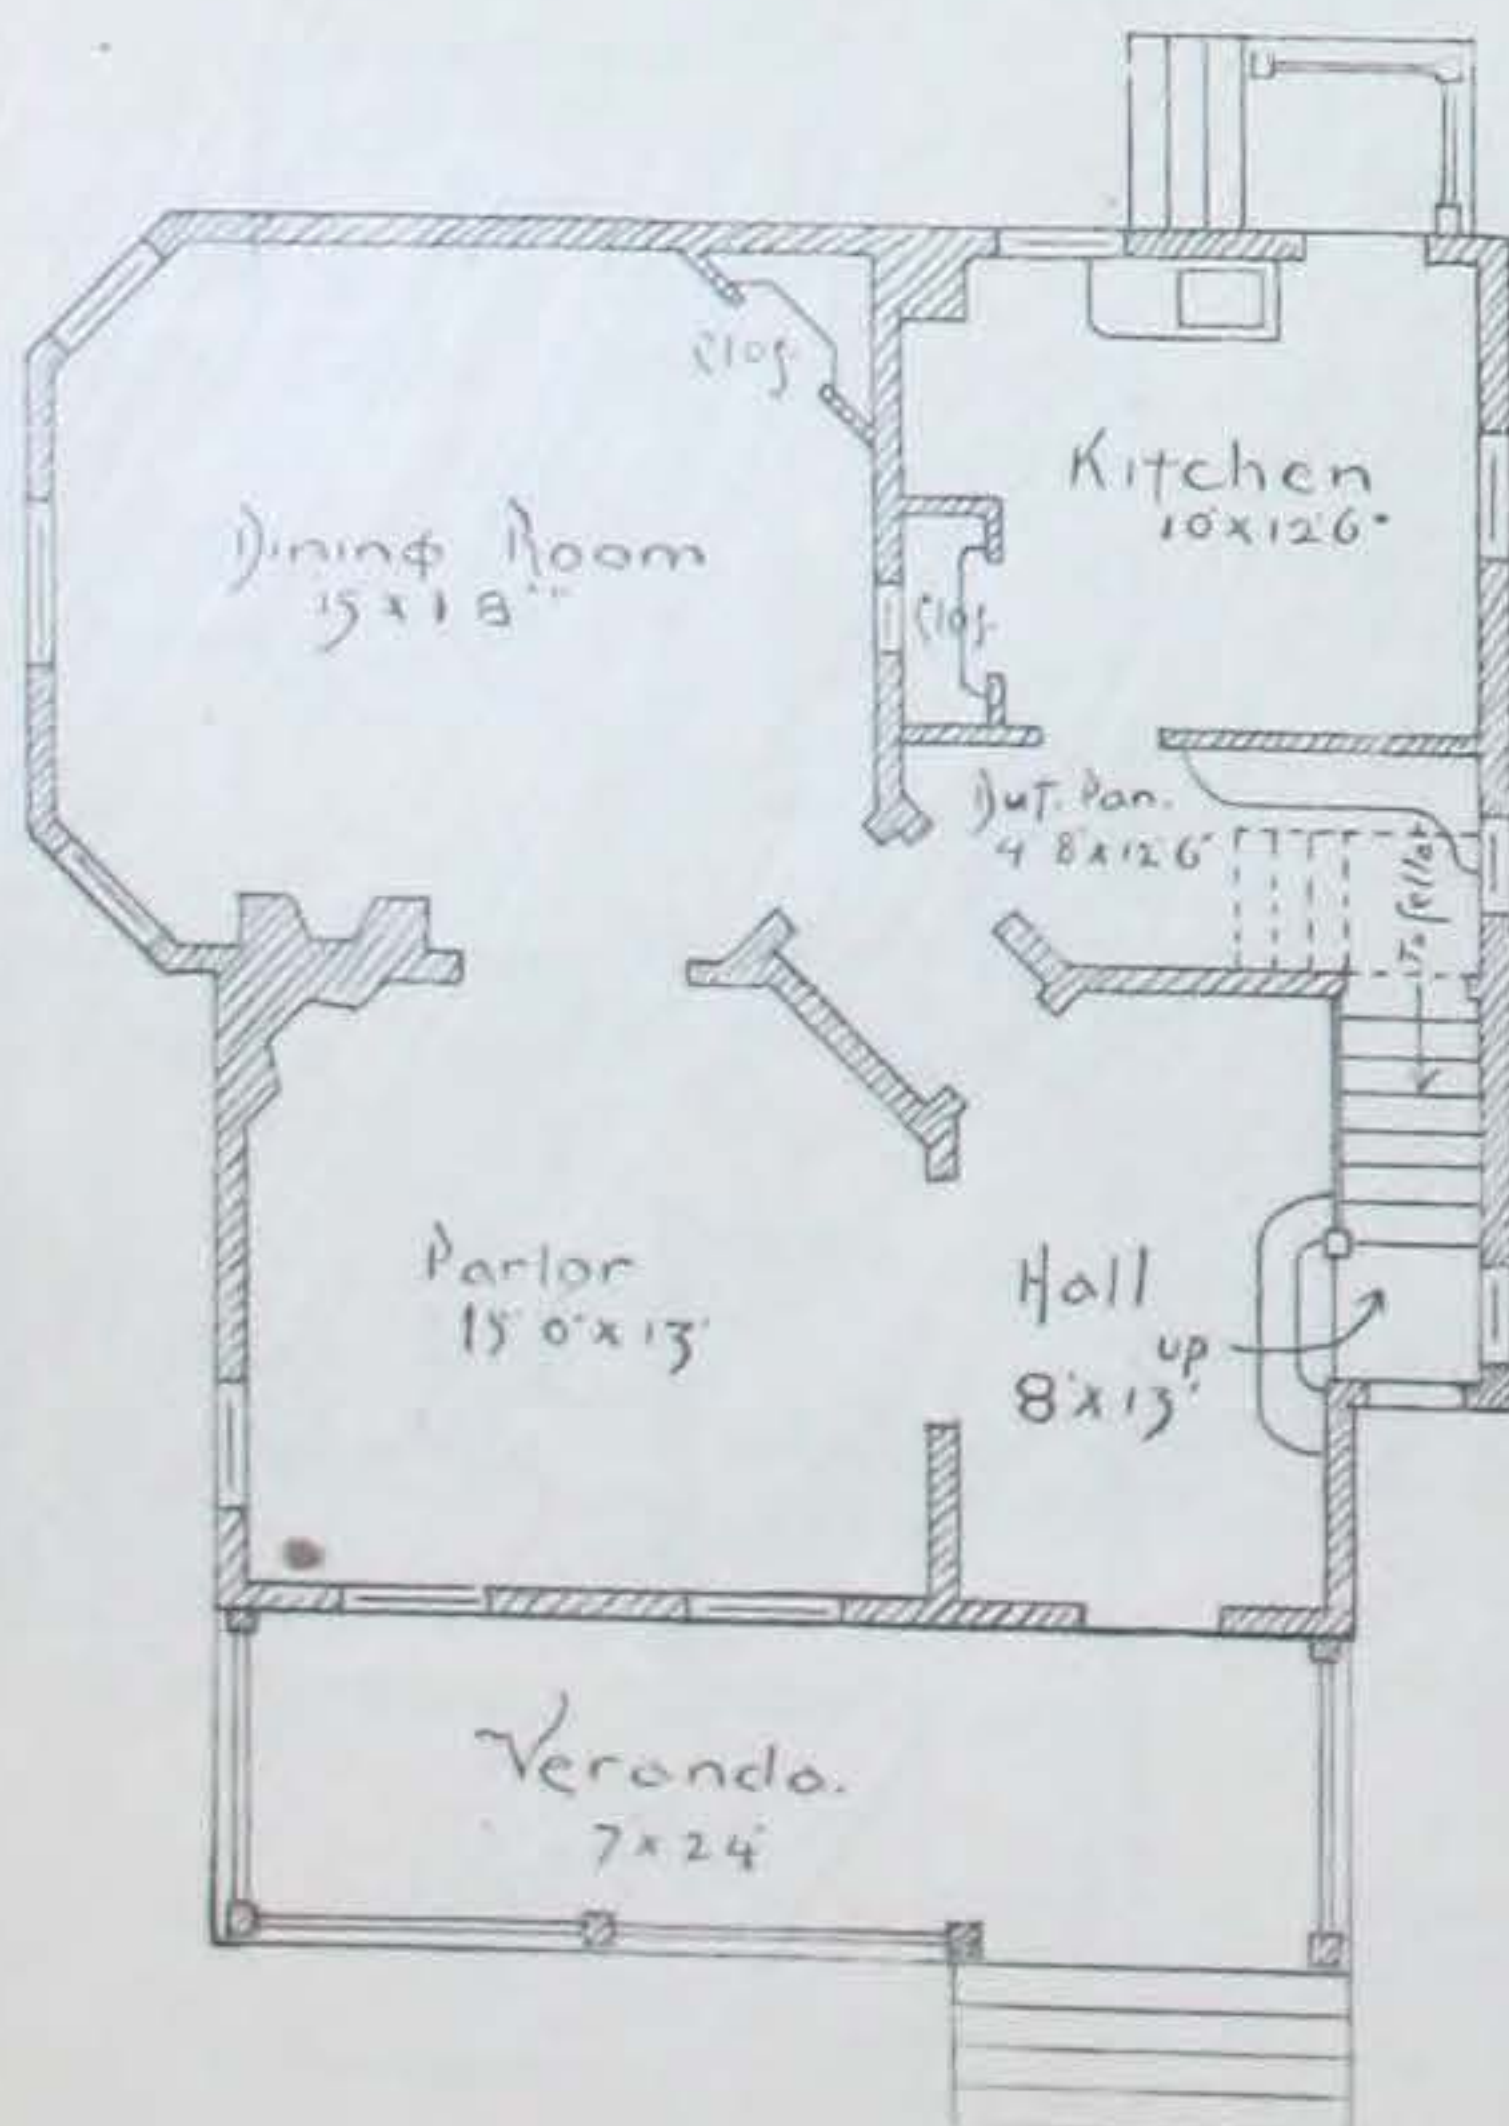 Clos
Kitchen
10' x 12'6"
Dining Room
15 x 18'"
Clos
But. Pan.
4 8 x 12 6"
To Cellar
Parlor
15' 0" x 13'
Hall
up
8' x 13'
Veranda.
7 x 24'